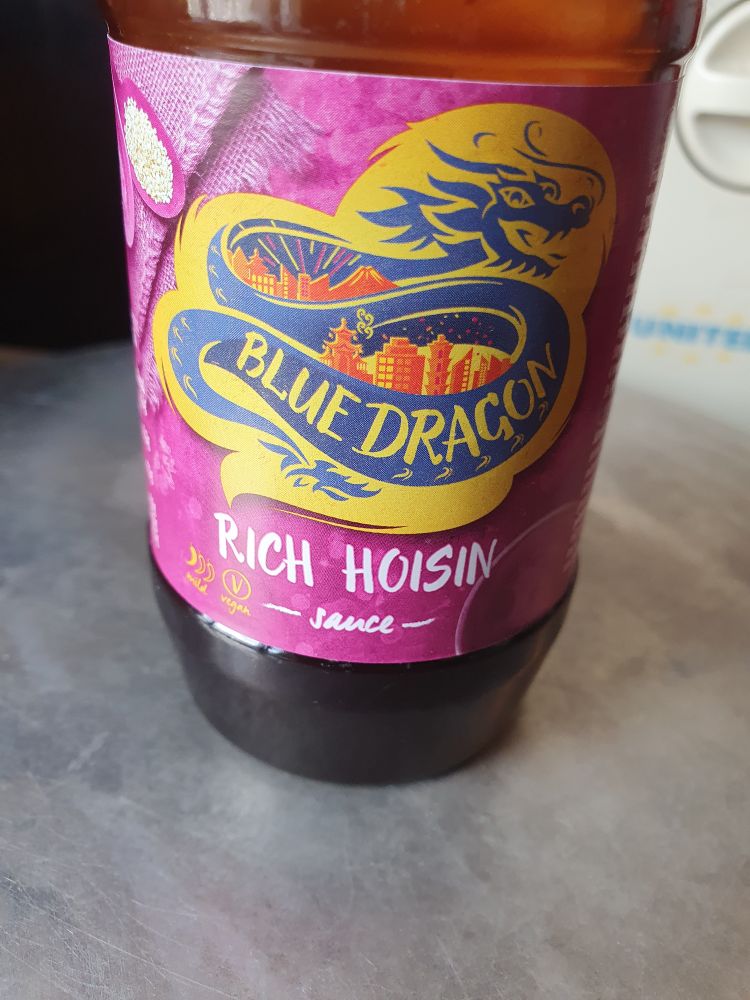 BLUE DRAGON
RICH HOISIN
sauce
mild
V
vegan